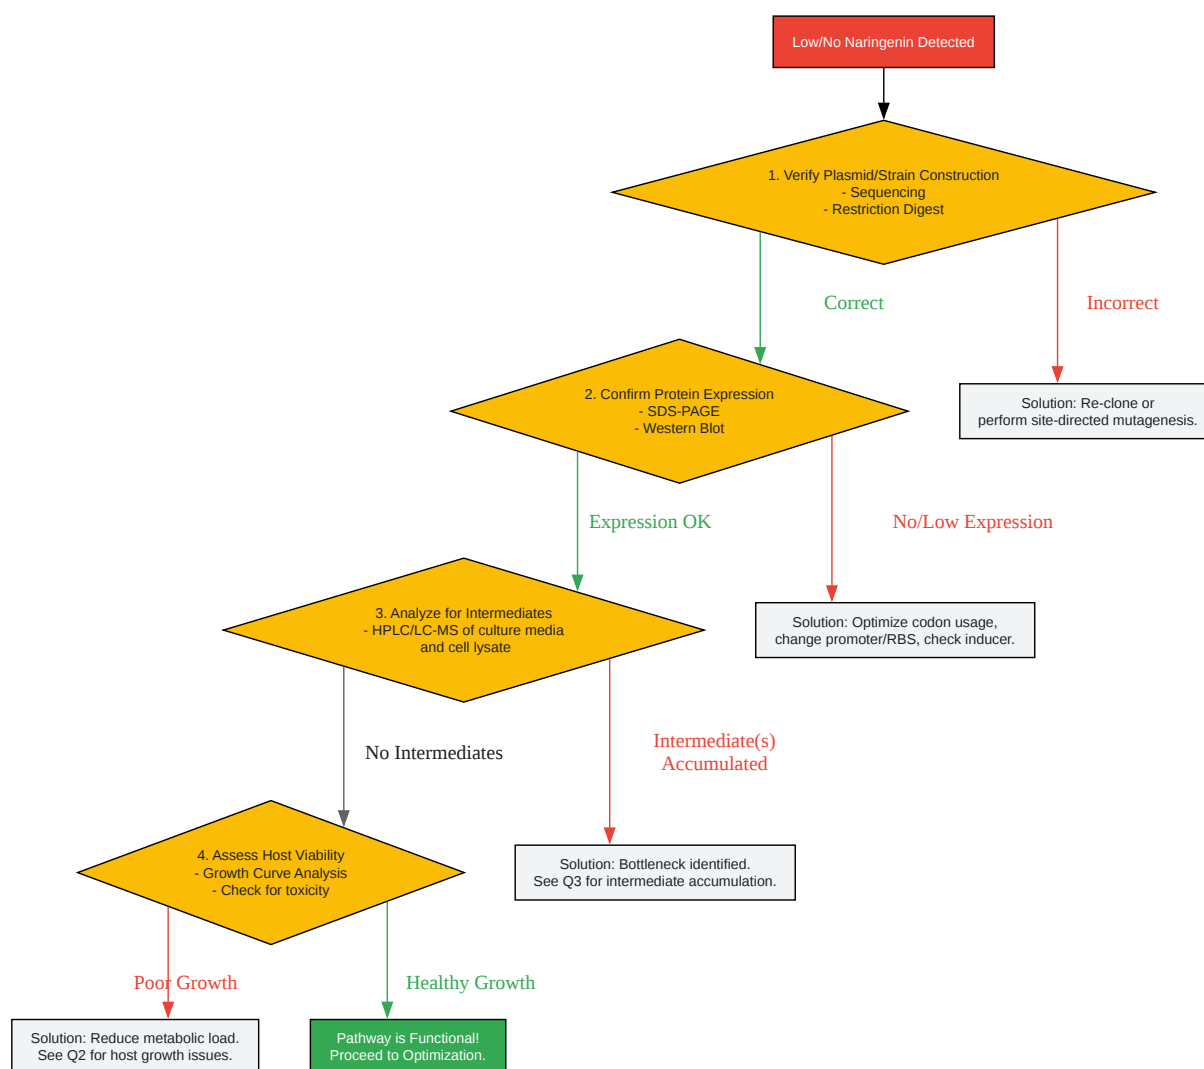 Low/No Naringenin Detected
1. Verify Plasmid/Strain Construction
- Sequencing
- Restriction Digest
Correct
Incorrect
2. Confirm Protein Expression
- SDS-PAGE
- Western Blot
Solution: Re-clone or
perform site-directed mutagenesis.
Expression OK
No/Low Expression
3. Analyze for Intermediates
- HPLC/LC-MS of culture media
and cell lysate
Solution: Optimize codon usage,
change promoter/RBS, check inducer.
No Intermediates
Intermediate(s)
Accumulated
4. Assess Host Viability
- Growth Curve Analysis
- Check for toxicity
Solution: Bottleneck identified.
See Q3 for intermediate accumulation.
Poor Growth
Healthy Growth
Solution: Reduce metabolic load.
See Q2 for host growth issues.
Pathway is Functional!
Proceed to Optimization.